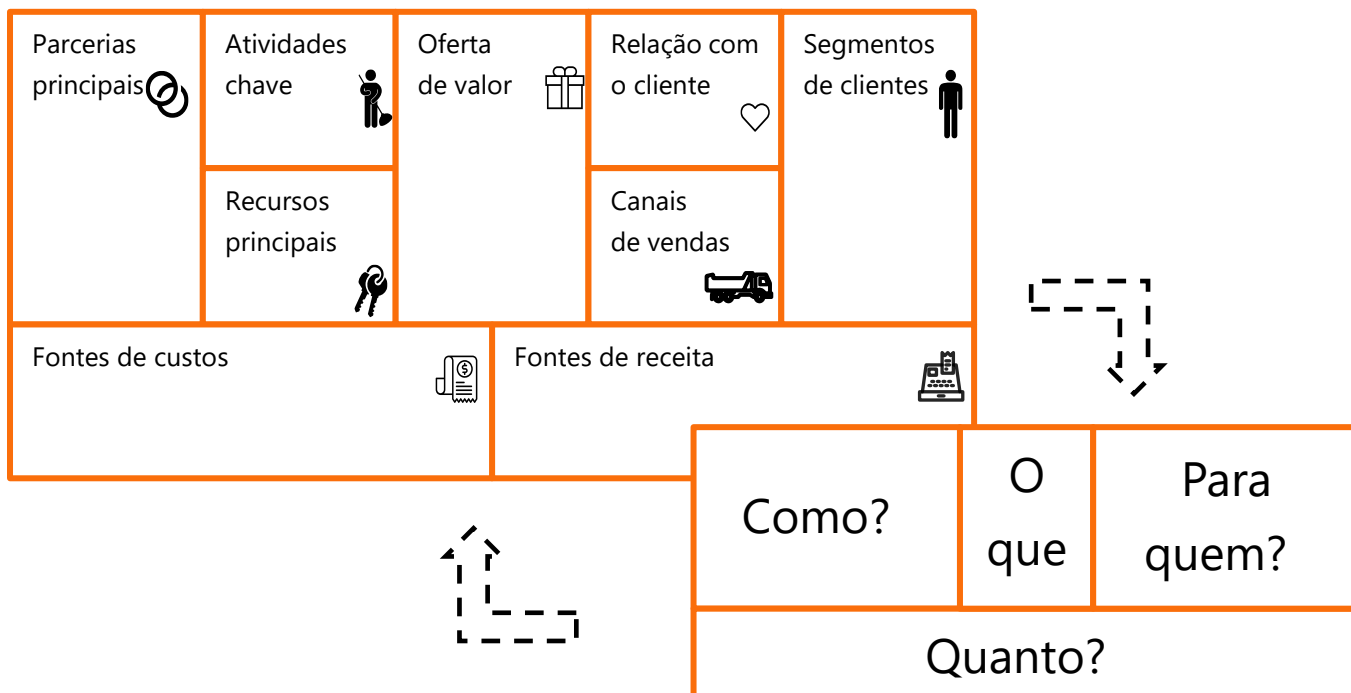 Parcerias
principais
Atividades
chave
Oferta
de valor
Relação com
o cliente
Segmentos
de clientes
Recursos
principais
Canais
de vendas
Fontes de custos
Fontes de receita
Como?
O
que
Para
quem?
Quanto?